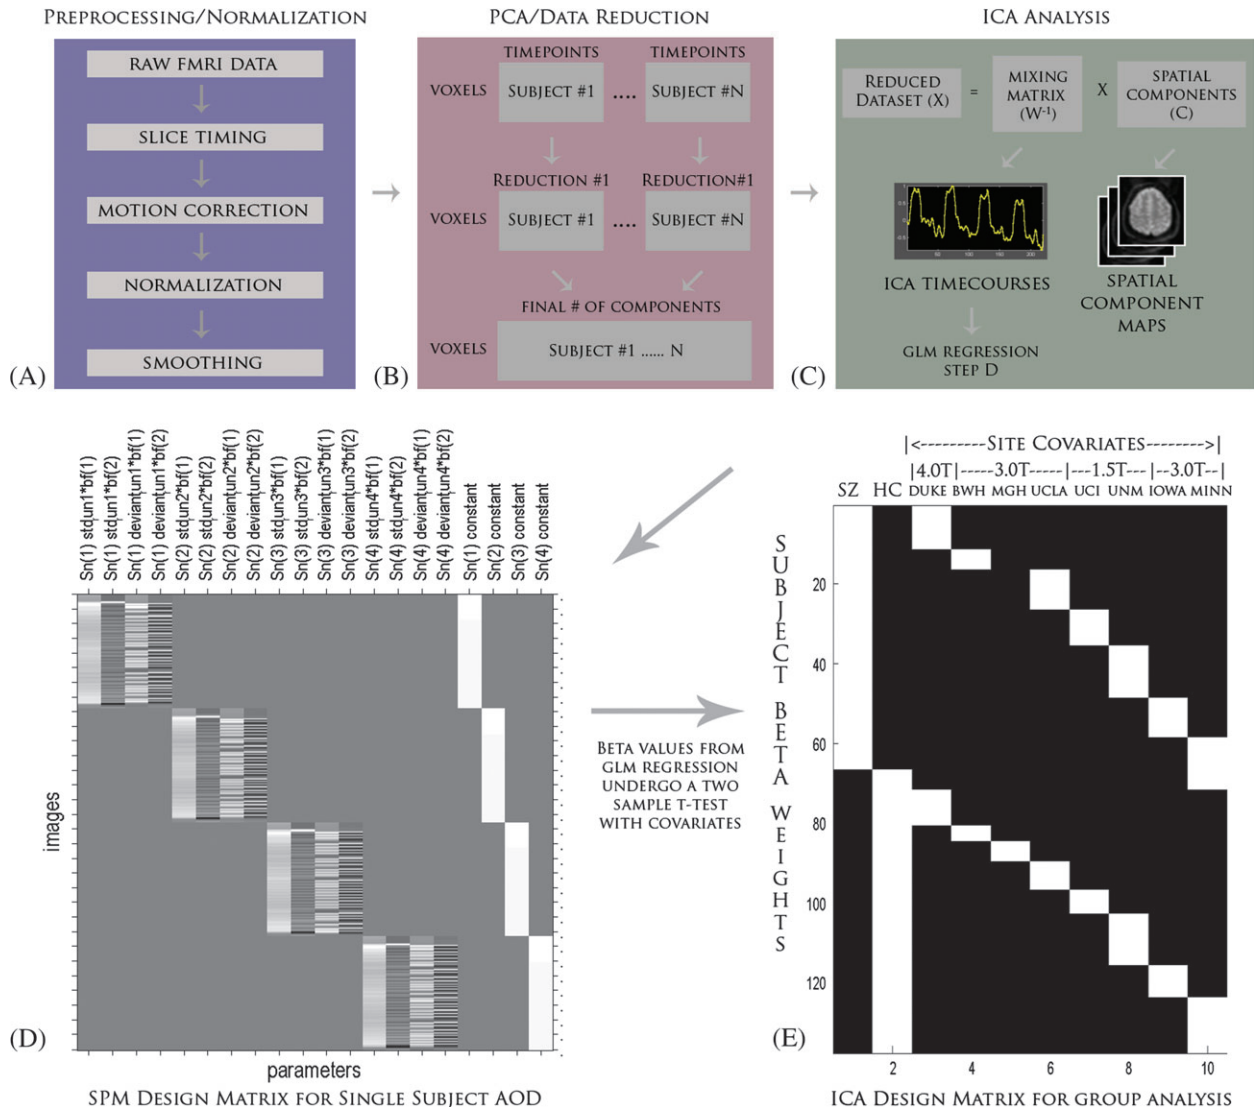 PREPROCESSING/NORMALIZATION
RAW FMRI DATA
SLICE TIMING
MOTION CORRECTION
NORMALIZATION
SMOOTHING
(A)
PCA/DATA REDUCTION
TIMEPOINTS TIMEPOINTS
VOXELS SUBJECT #1 .... SUBJECT #N
REDUCTION #1 REDUCTION#1
VOXELS SUBJECT #1 .... SUBJECT #N
FINAL # OF COMPONENTS
VOXELS SUBJECT #1 ...... N
(B)
ICA ANALYSIS
REDUCED DATASET (X) = MIXING MATRIX (W-1) X SPATIAL COMPONENTS (C)
1
0
-0.5
50 100 150 200
ICA TIMECOURSES
SPATIAL
COMPONENT
MAPS
GLM REGRESSION
STEP D
(C)
Sn(1) stdun1*bf(1)
Sn(1) stdun1*bf(2)
Sn(1) deviantun1*bf(1)
Sn(1) deviantun1*bf(2)
Sn(2) stdun2*bf(1)
Sn(2) stdun2*bf(2)
Sn(2) deviantun2*bf(1)
Sn(2) deviantun2*bf(2)
Sn(3) stdun3*bf(1)
Sn(3) stdun3*bf(2)
Sn(3) deviantun3*bf(1)
Sn(3) deviantun3*bf(2)
Sn(4) stdun4*bf(1)
Sn(4) stdun4*bf(2)
Sn(4) deviantun4*bf(1)
Sn(4) deviantun4*bf(2)
Sn(1) constant
Sn(2) constant
Sn(3) constant
Sn(4) constant
images
parameters
(D)
SPM DESIGN MATRIX FOR SINGLE SUBJECT AOD
BETA VALUES FROM
GLM REGRESSION
UNDERGO A TWO
SAMPLE T-TEST
WITH COVARIATES
|<---------SITE COVARIATES-------->|
|4.0T|-----3.0T-----|---1.5T---|--3.0T--|
SZ HC DUKE BWH MGH UCLA UCI UNM IOWA MINN
SUBJECT BETA WEIGHTS
20
40
60
80
100
120
2 4 6 8 10
(E)
ICA DESIGN MATRIX FOR GROUP ANALYSIS